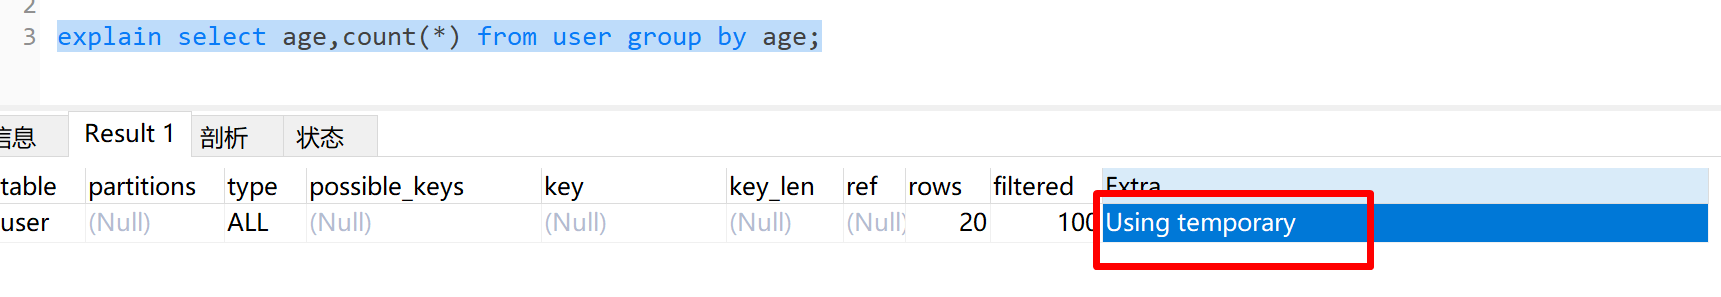 2
3 explain select age,count(*) from user group by age;
信息 Result 1 剖析 状态
table partitions type possible_keys key key_len ref rows filtered Extra
user (Null) ALL (Null) (Null) (Null) (Null) 20 100 Using temporary